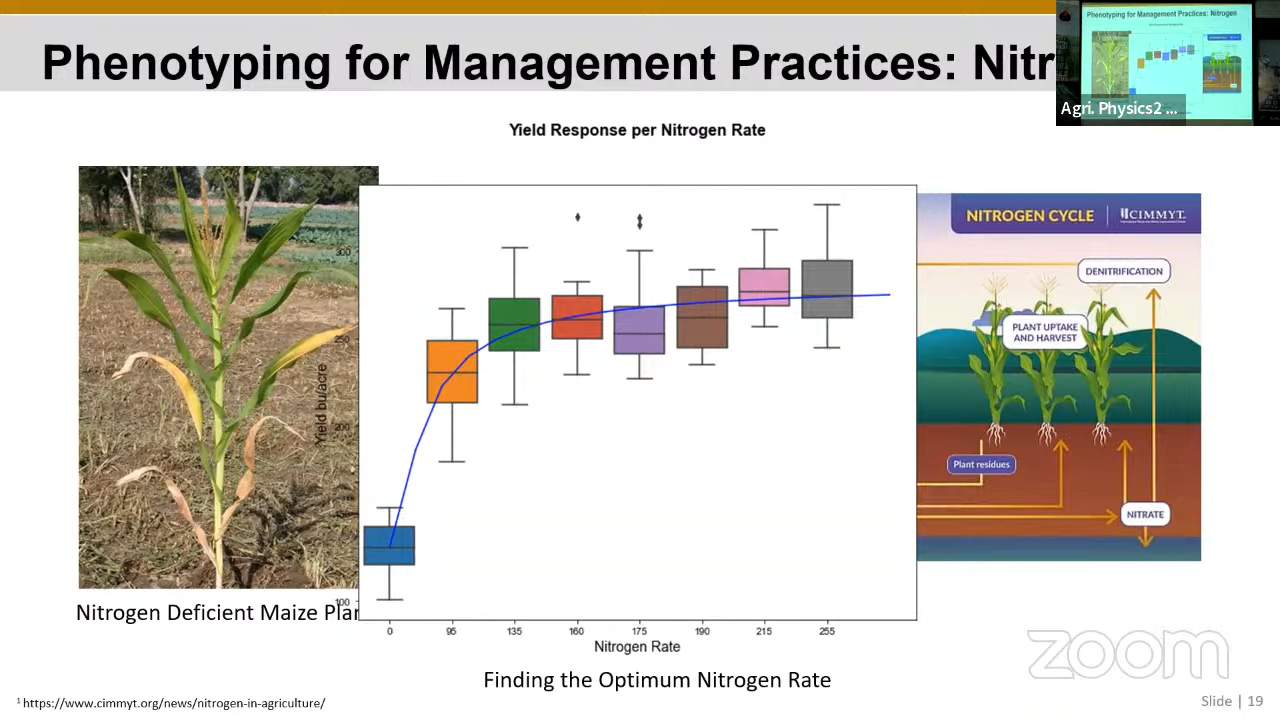 Phenotyping for Management Practices: Nitr
Phenotyping for Management Practices: Nitrogen
Agri. Physics2 ...
Yield Response per Nitrogen Rate
NITROGEN CYCLE
CIMMYT.
DENITRIFICATION
PLANT UPTAKE
AND HARVEST
Plant residues
NITRATE
300
250
200
100
Yield bu/acre
0 95 135 160 175 190 215 255
Nitrogen Rate
Nitrogen Deficient Maize Plan
Finding the Optimum Nitrogen Rate
zoom
1 https://www.cimmyt.org/news/nitrogen-in-agriculture/
Slide | 19